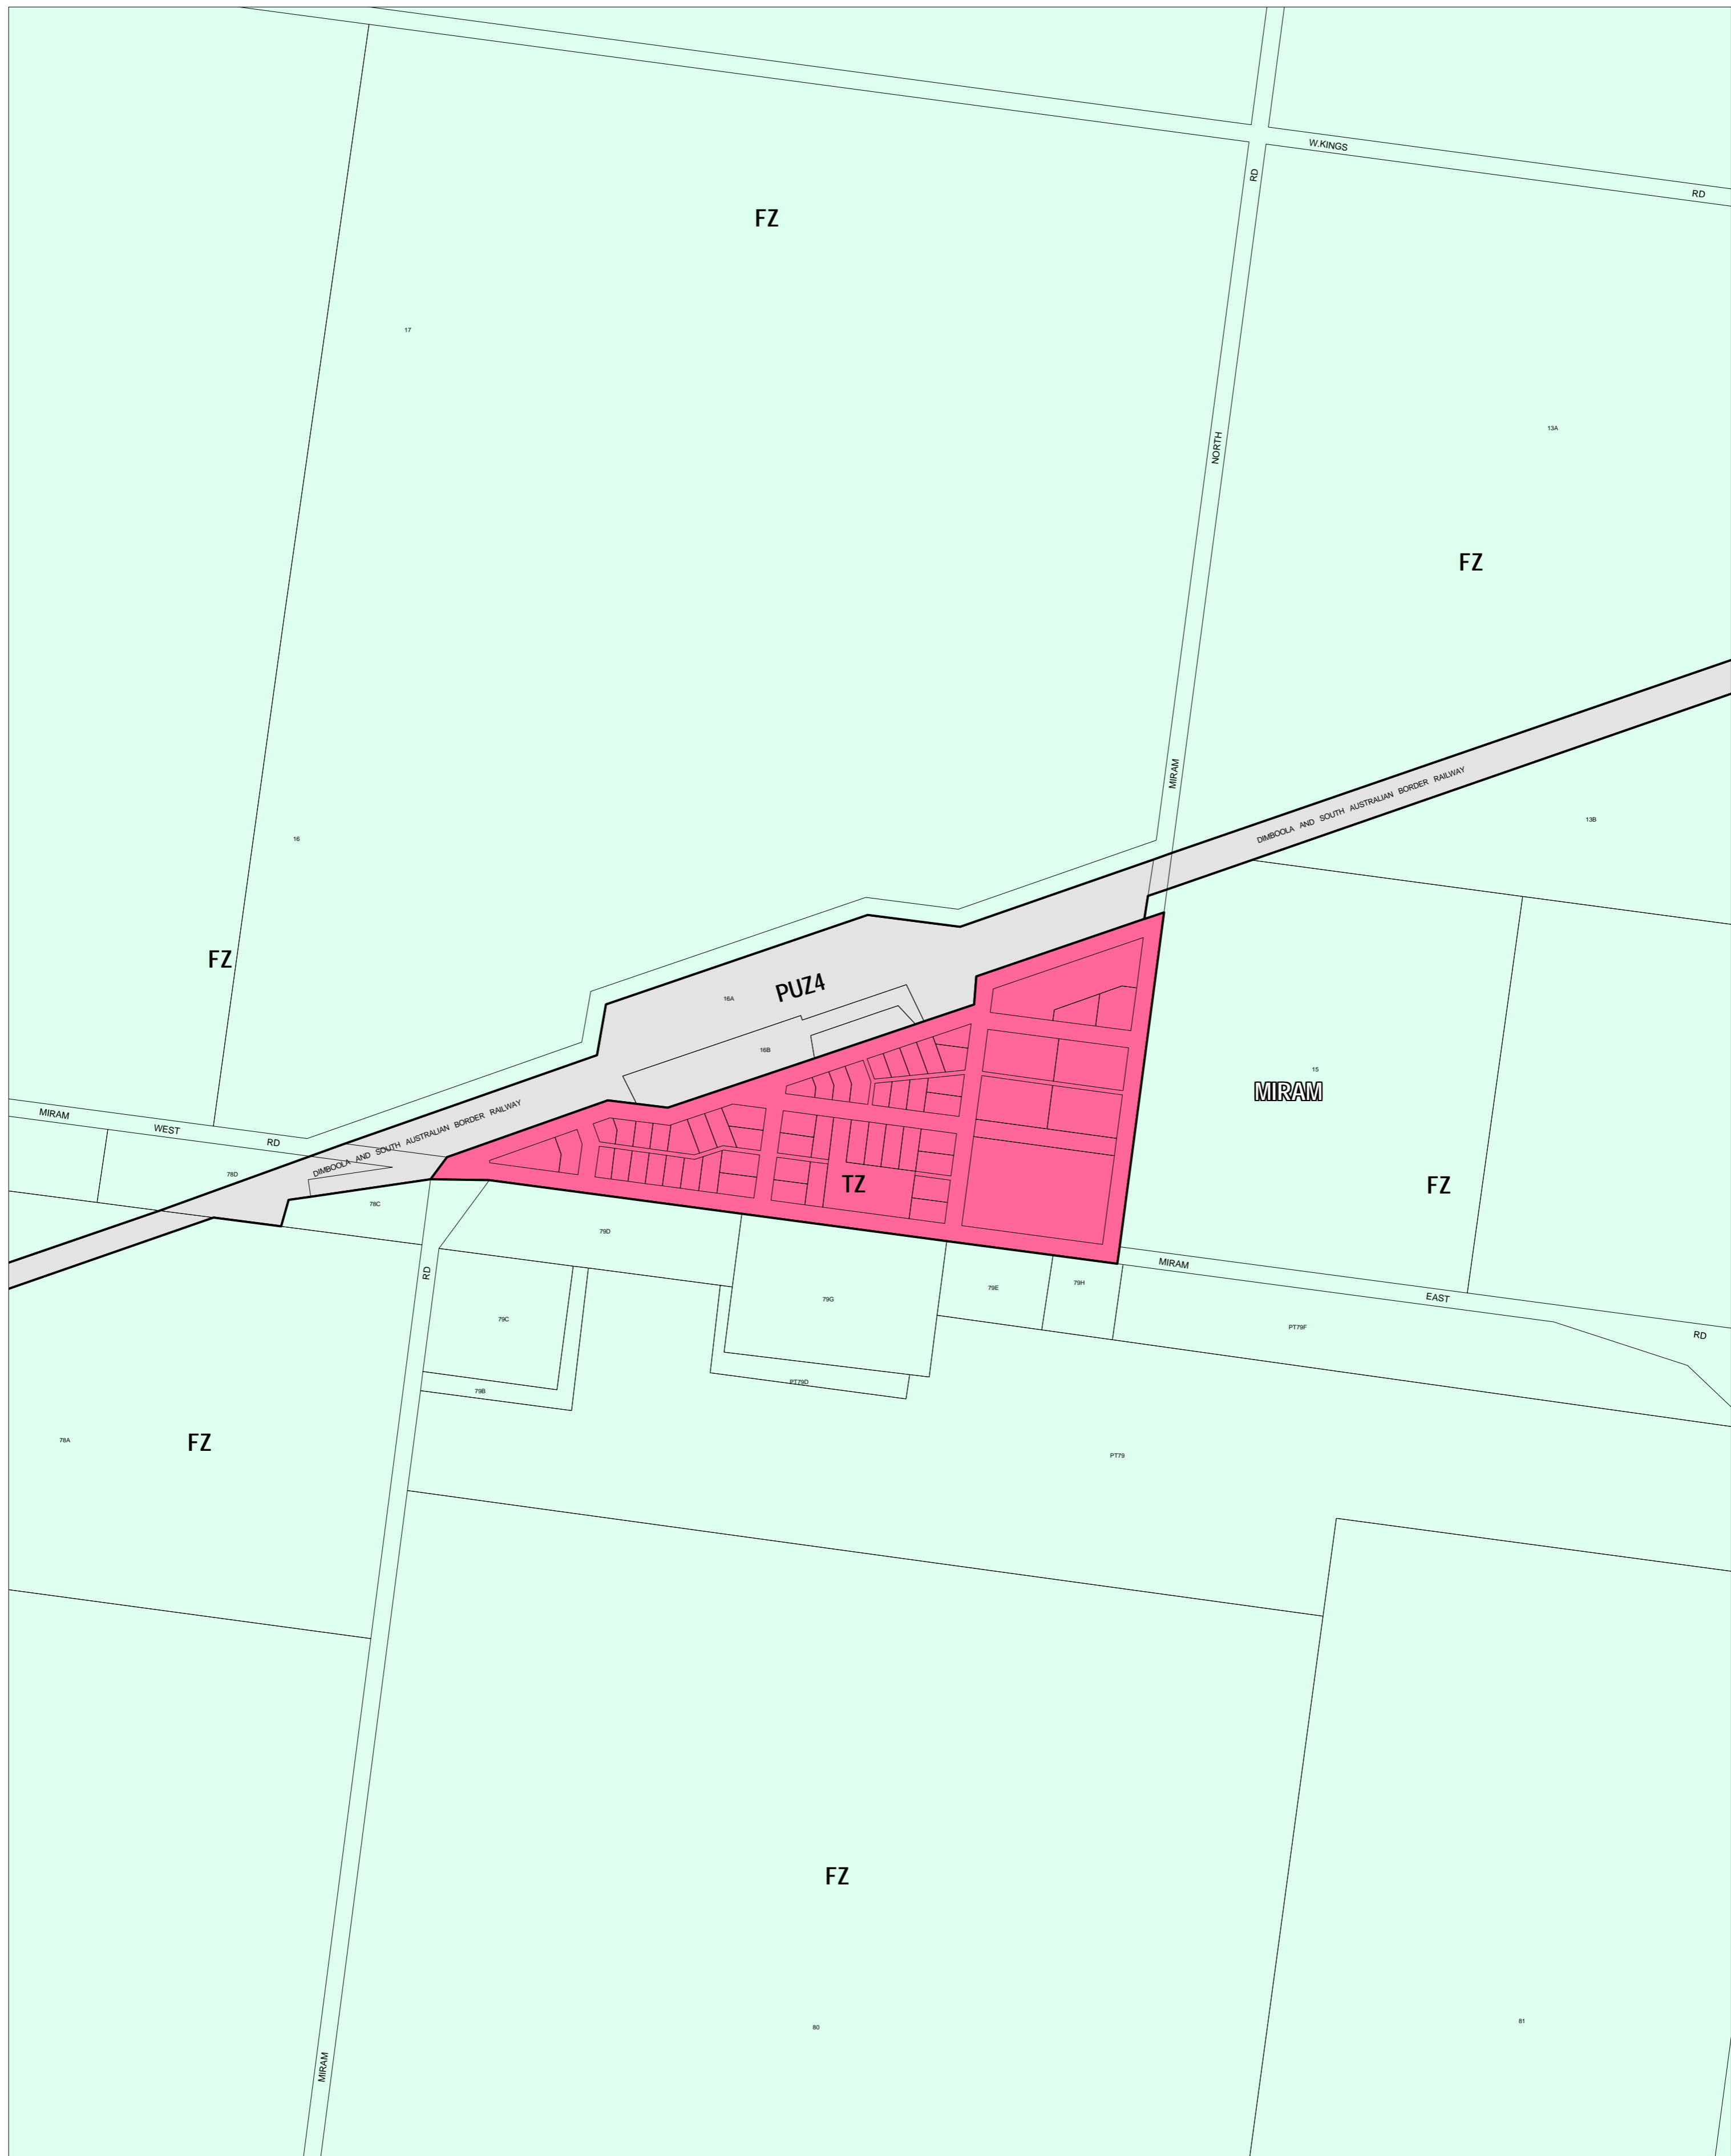 W.KINGS
RD
RD
FZ
17
13A
NORTH
FZ
MIRAM
DIMBOOLA AND SOUTH AUSTRALIAN BORDER RAILWAY
13B
16
FZ
PUZ4
16A
16B
15
MIRAM
MIRAM
WEST
RD
DIMBOOLA AND SOUTH AUSTRALIAN BORDER RAILWAY
78D
TZ
FZ
78C
79D
RD
MIRAM
EAST
RD
79E
79H
79G
79C
PT79F
PT79D
79B
78A
FZ
PT79
FZ
80
81
MIRAM